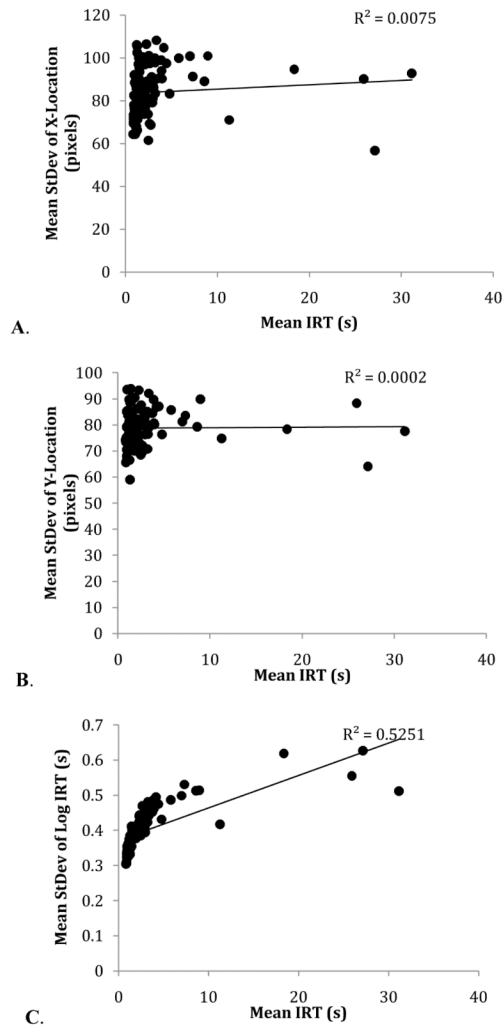 R² = 0.0075
Mean StDev of X-Location
(pixels)
120
100
80
60
40
20
0
0 10 20 30 40
Mean IRT (s)
A.
R² = 0.0002
Mean StDev of Y-Location
(pixels)
100
90
80
70
60
50
40
30
20
10
0
0 10 20 30 40
Mean IRT (s)
B.
R² = 0.5251
Mean StDev of Log IRT (s)
0.7
0.6
0.5
0.4
0.3
0.2
0.1
0
0 10 20 30 40
Mean IRT (s)
C.